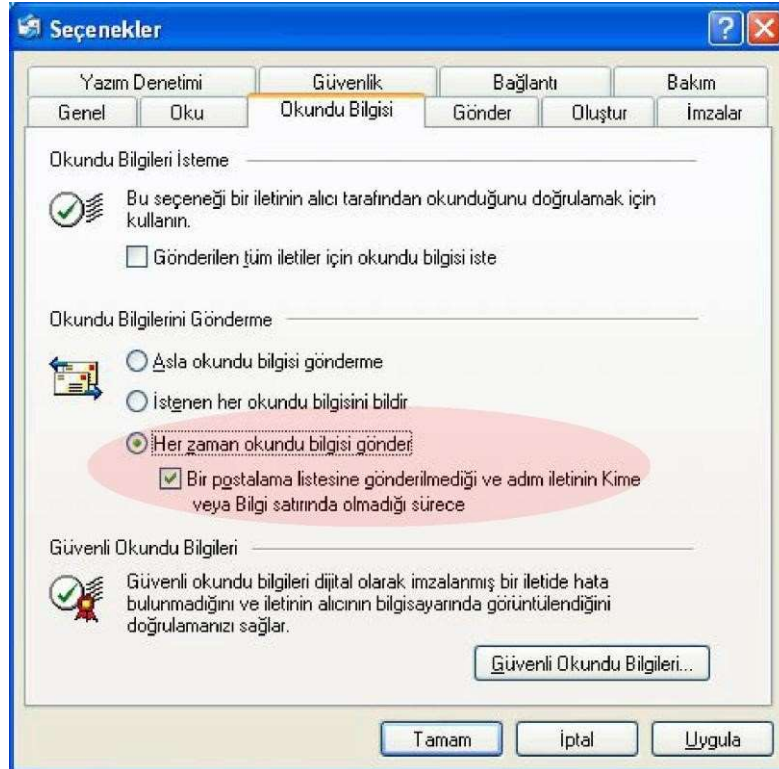 Seçenekler
Yazım Denetimi Güvenlik Bağlantı Bakım
Genel Oku Okundu Bilgisi Gönder Oluştur İmzalar
Okundu Bilgileri İsteme
Bu seçeneği bir iletinin alıcı tarafından okunduğunu doğrulamak için
kullanın.
Gönderilen tüm iletiler için okundu bilgisi iste
Okundu Bilgilerini Gönderme
Asla okundu bilgisi gönderme
İstenen her okundu bilgisini bildir
Her zaman okundu bilgisi gönder
Bir postalama listesine gönderilmediği ve adım iletinin Kime
veya Bilgi satırında olmadığı sürece
Güvenli Okundu Bilgileri
Güvenli okundu bilgileri dijital olarak imzalanmış bir iletide hata
bulunmadığını ve iletinin alıcının bilgisayarında görüntülendiğini
doğrulamanızı sağlar.
Güvenli Okundu Bilgileri...
Tamam İptal Uygula